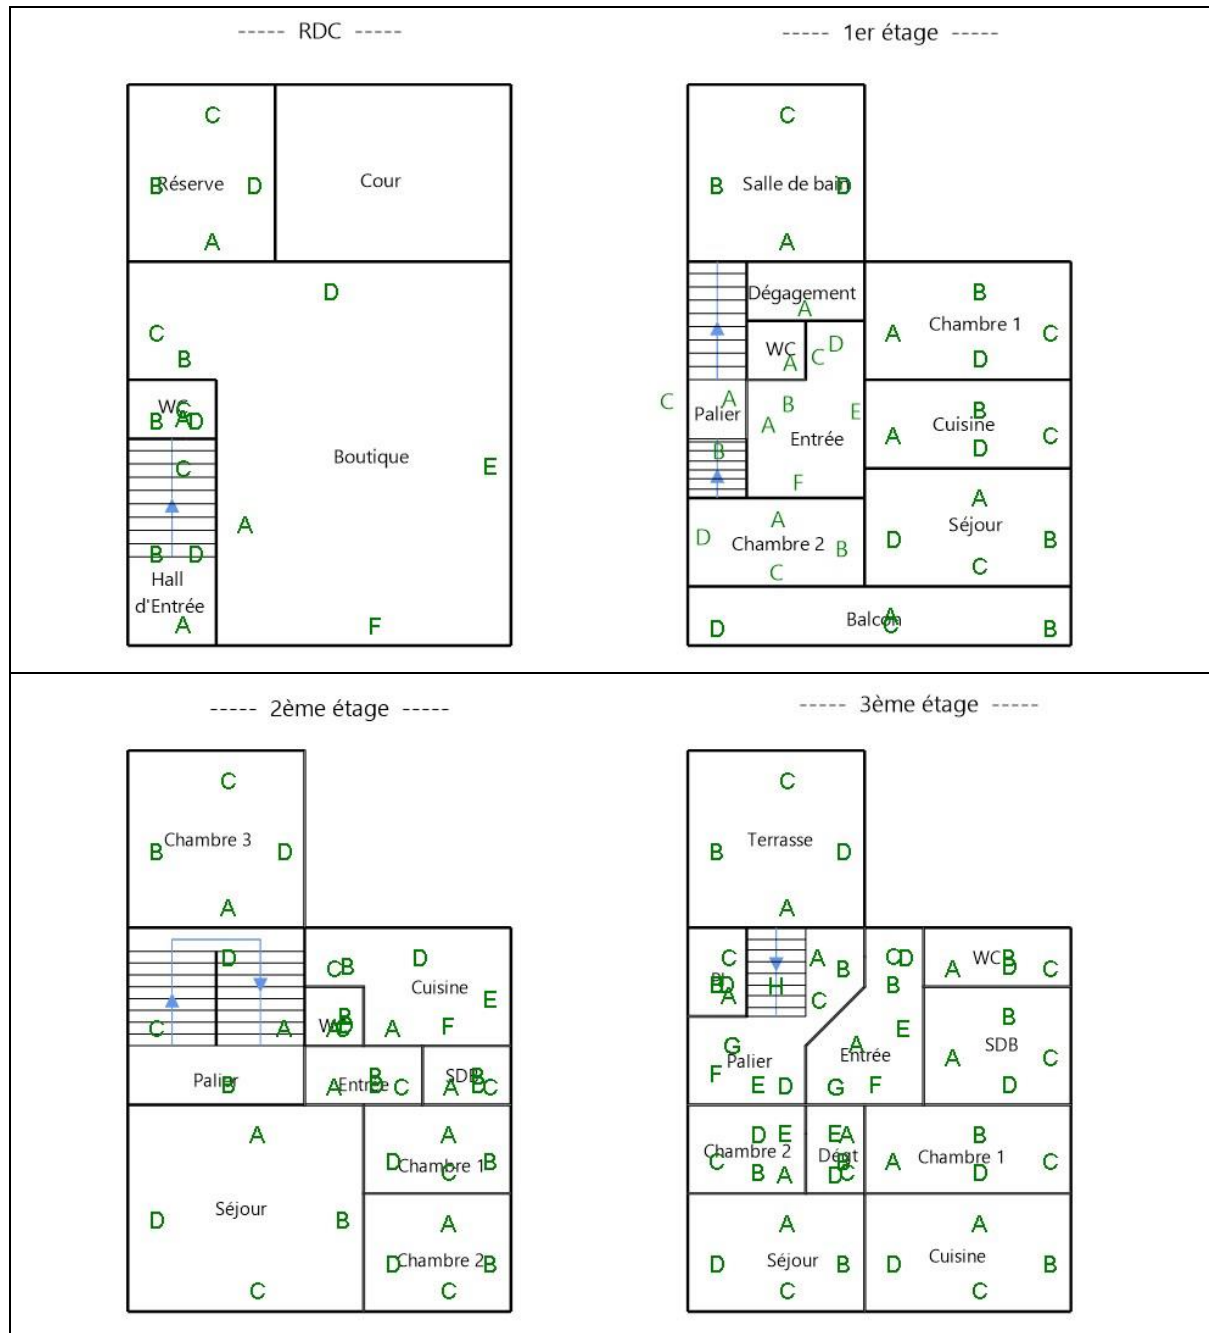 ----- RDC -----
C
B Réserve D
Cour
A
D
C
B
WC
C
A
B D
C
Boutique
E
A
B D
Hall
d'Entrée
A
F
----- 1er étage -----
C
B Salle de bain D
A
Dégagement
A
B
A Chambre 1 C
D
WC
A
C D
C Palier A
B
B
A Entrée E
F
B
Cuisine
A C
D
A
D Chambre 2 B
C
A
Séjour
D B
C
A
Balcon
C
D B
----- 2ème étage -----
C
Chambre 3
B D
A
D
C A
Palier
B
C B D
Cuisine
E
B
WC
A C D
A F
B
Entrée
A D C
B
SDB
A D C
A
Séjour
D B
C
A
Chambre 1
D B
C
A
D Chambre 2 B
C
----- 3ème étage -----
C
Terrasse
B D
A
C
B D
A
H
A B
C
G
Palier
F
E D
C D
B
E
A
Entrée
G F
WC B
A D C
B
SDB
A C
D
D E
Chambre 2
C
B A
E A
Dégt B
D C
B
A Chambre 1 C
D
A
Séjour
D B
C
A
Cuisine
D B
C